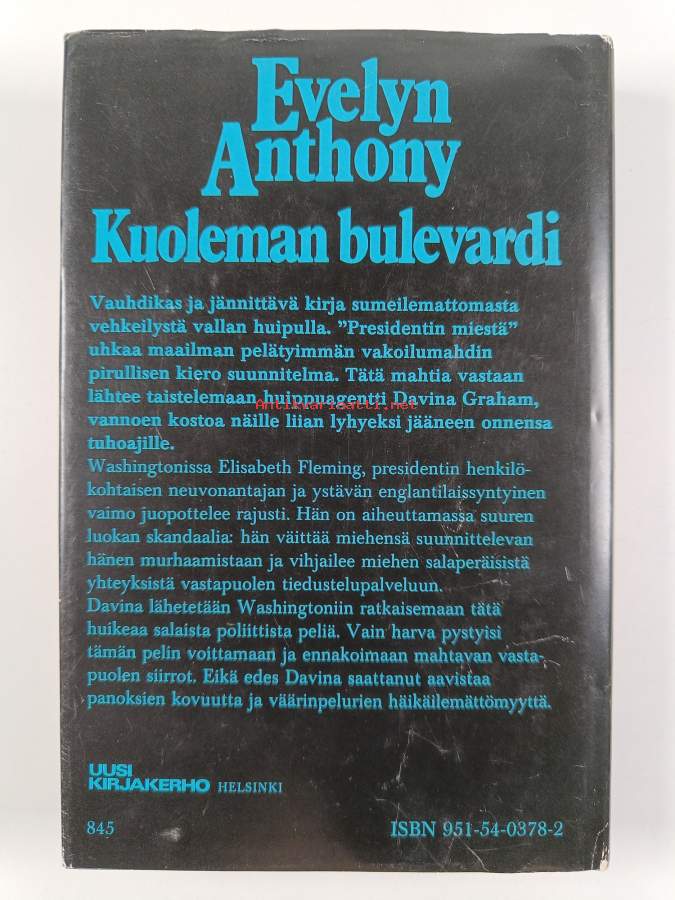 Evelyn
Anthony
Kuoleman bulevardi
Vauhdikas ja jännittävä kirja sumeilemattomasta
vehkeilystä vallan huipulla. ”Presidentin miestä”
uhkaa maailman pelätyimmän vakoilumahdin
pirullisen kiero suunnitelma. Tätä mahtia vastaan
lähtee taistelemaan huippuagentti Davina Graham,
Antikvariaatti.net
vannoen kostoa näille liian lyhyeksi jääneen onnensa
tuhoajille.
Washingtonissa Elisabeth Fleming, presidentin henkilö-
kohtaisen neuvonantajan ja ystävän englantilaissyntyinen
vaimo juopottelee rajusti. Hän on aiheuttamassa suuren
luokan skandaalia: hän väittää miehensä suunnittelevan
hänen murhaamistaan ja vihjailee miehen salaperäisistä
yhteyksistä vastapuolen tiedustelupalveluun.
Davina lähetetään Washingtoniin ratkaisemaan tätä
huikeaa salaista poliittista peliä. Vain harva pystyisi
tämän pelin voittamaan ja ennakoimaan mahtavan vasta-
puolen siirrot. Eikä edes Davina saattanut aavistaa
panoksien kovuutta ja väärinpelurien häikäilemättömyyttä.
UUSI
KIRJAKERHO HELSINKI
845 ISBN 951-54-0378-2